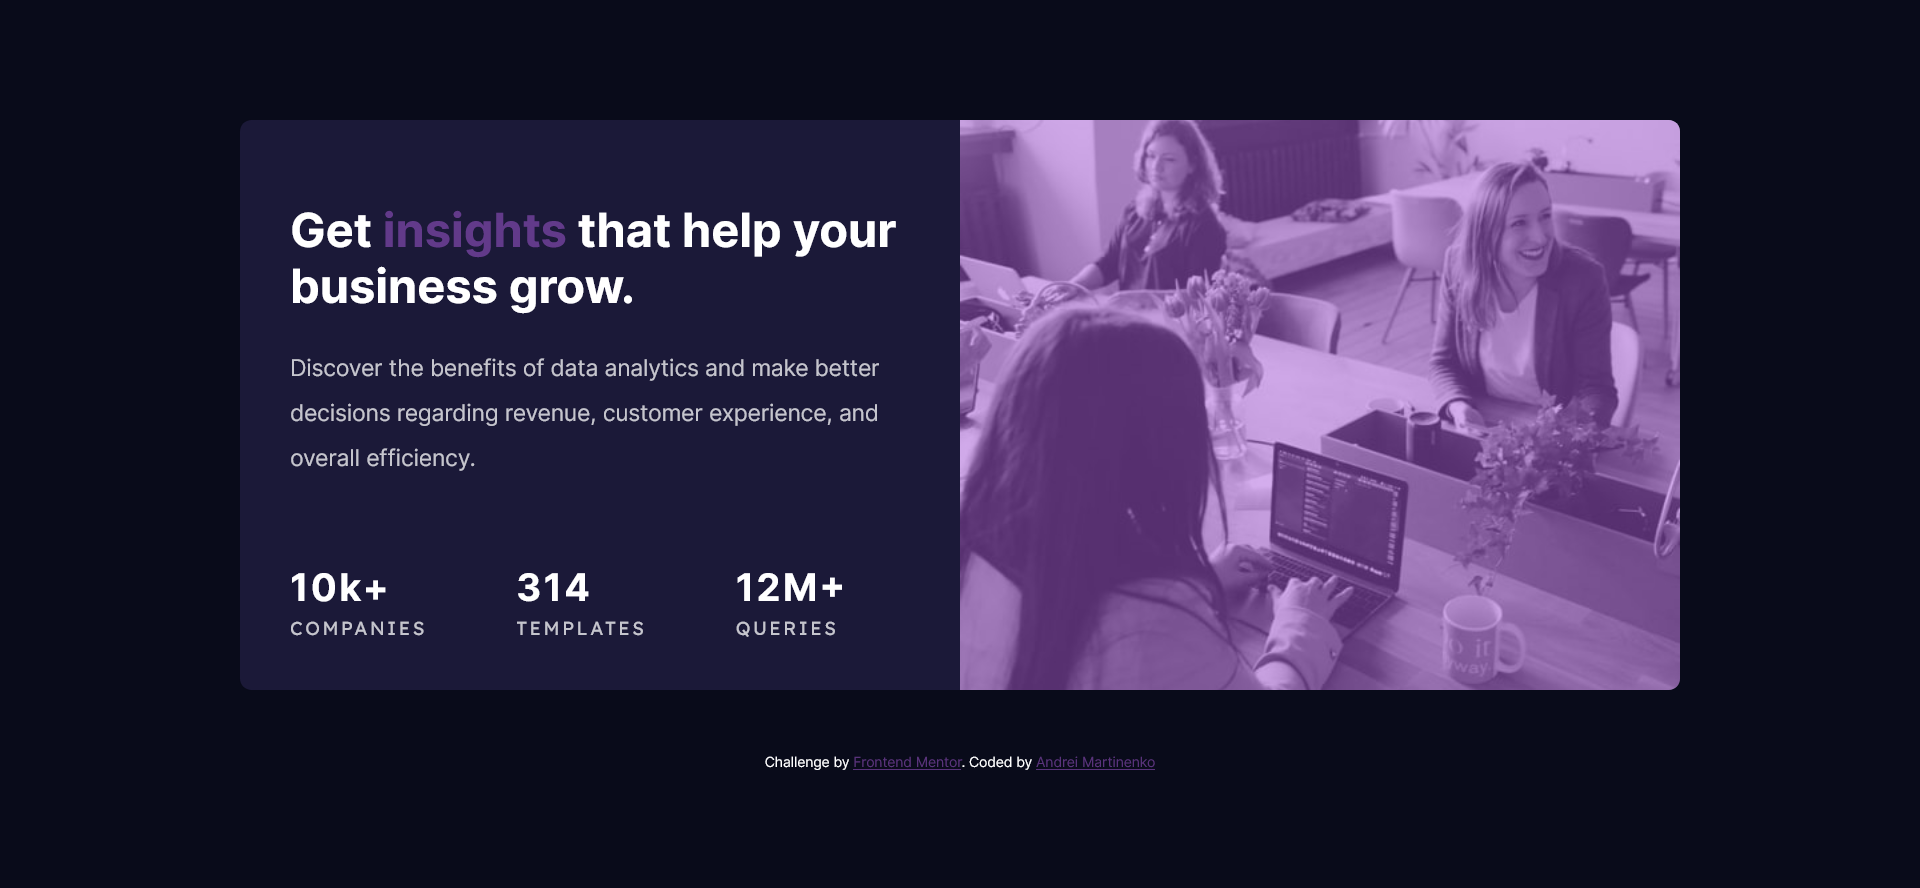 Get insights that help your
business grow.
Discover the benefits of data analytics and make better
decisions regarding revenue, customer experience, and
overall efficiency.
10k+ 314 12M+
COMPANIES TEMPLATES QUERIES
Challenge by Frontend Mentor. Coded by Andrei Martinenko